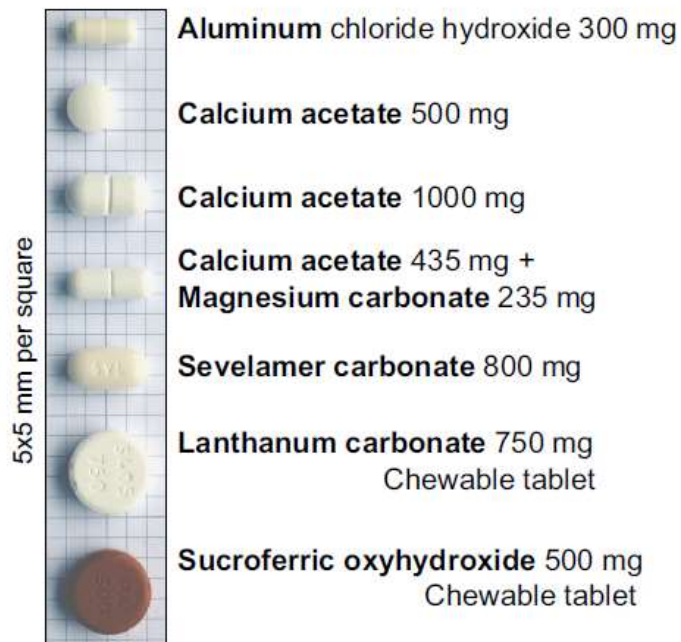 Aluminum chloride hydroxide 300 mg
Calcium acetate 500 mg
Calcium acetate 1000 mg
Calcium acetate 435 mg +
Magnesium carbonate 235 mg
Sevelamer carbonate 800 mg
Lanthanum carbonate 750 mg
Chewable tablet
Sucroferric oxyhydroxide 500 mg
Chewable tablet
5x5 mm per square